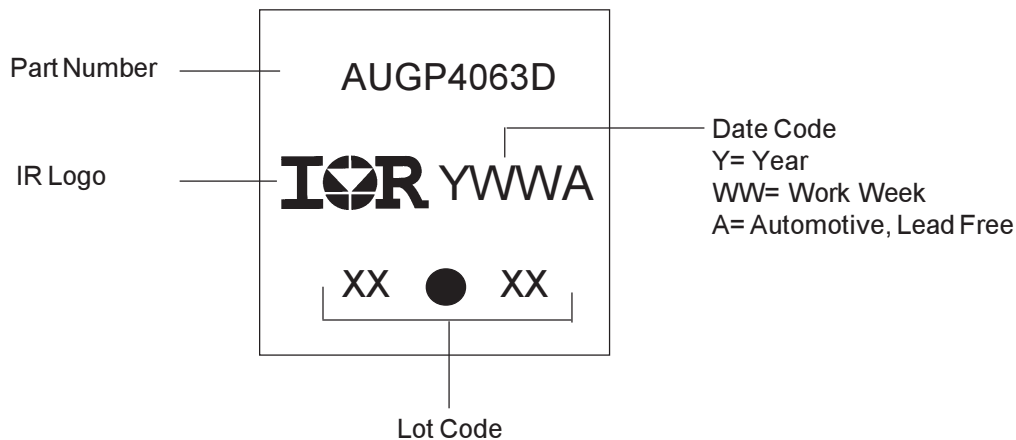 Part Number
AUGP4063D
IR Logo
IOR YWWA
Date Code
Y= Year
WW= Work Week
A= Automotive, Lead Free
XX XX
Lot Code